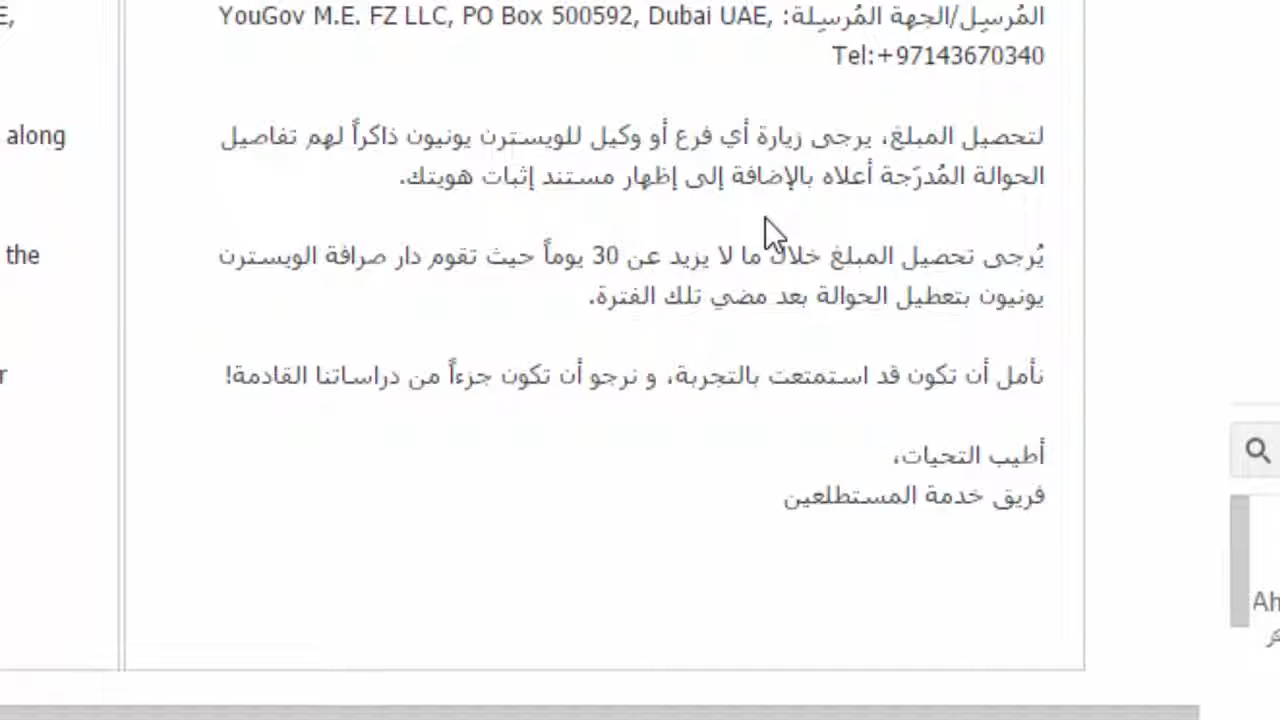 E,
along
the
r
المُرسِل/الجهة المُرسِلة: YouGov M.E. FZ LLC, PO Box 500592, Dubai UAE,
Tel:+97143670340
لتحصيل المبلغ، يرجى زيارة أي فرع أو وكيل للويسترن يونيون ذاكراً لهم تفاصيل
الحوالة المُدرَجة أعلاه بالإضافة إلى إظهار مستند إثبات هويتك.
يُرجى تحصيل المبلغ خلال ما لا يزيد عن 30 يوماً حيث تقوم دار صرافة الويسترن
يونيون بتعطيل الحوالة بعد مضي تلك الفترة.
نأمل أن تكون قد استمتعت بالتجربة، و نرجو أن تكون جزءاً من دراساتنا القادمة!
أطيب التحيات،
فريق خدمة المستطلعين
Ah